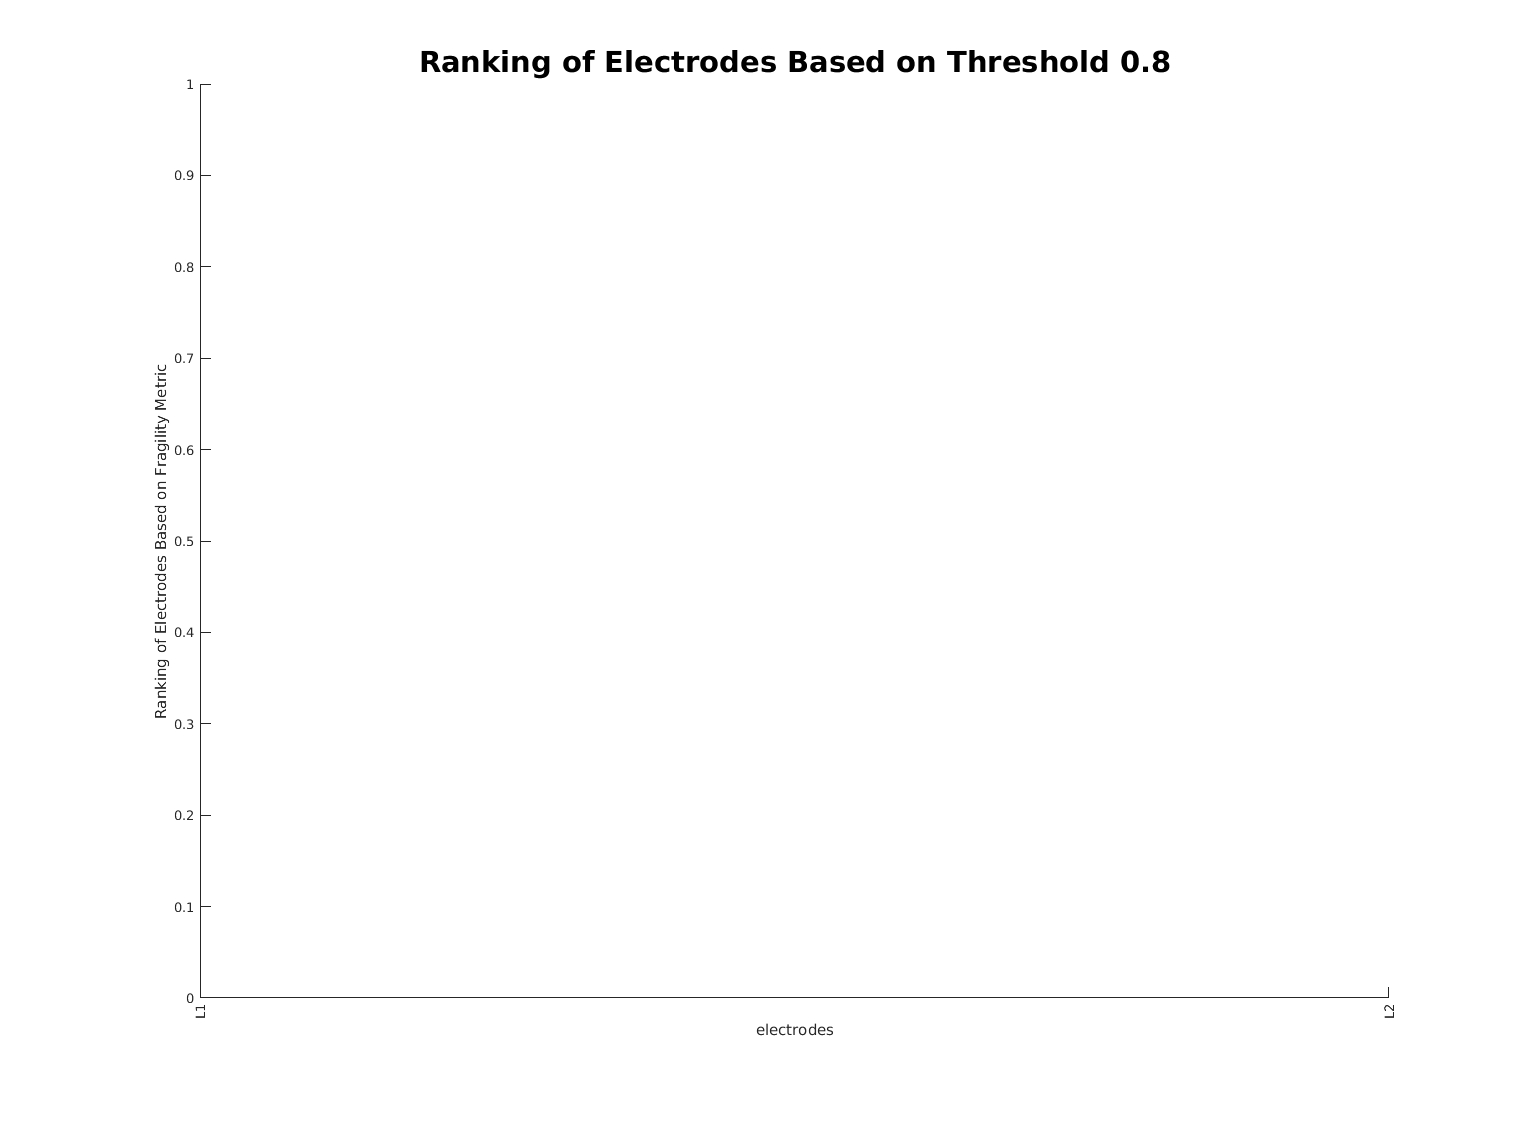 Ranking of Electrodes Based on Threshold 0.8
1
0.9
0.8
0.7
0.6
0.5
0.4
0.3
0.2
0.1
0
Ranking of Electrodes Based on Fragility Metric
L1
L2
electrodes